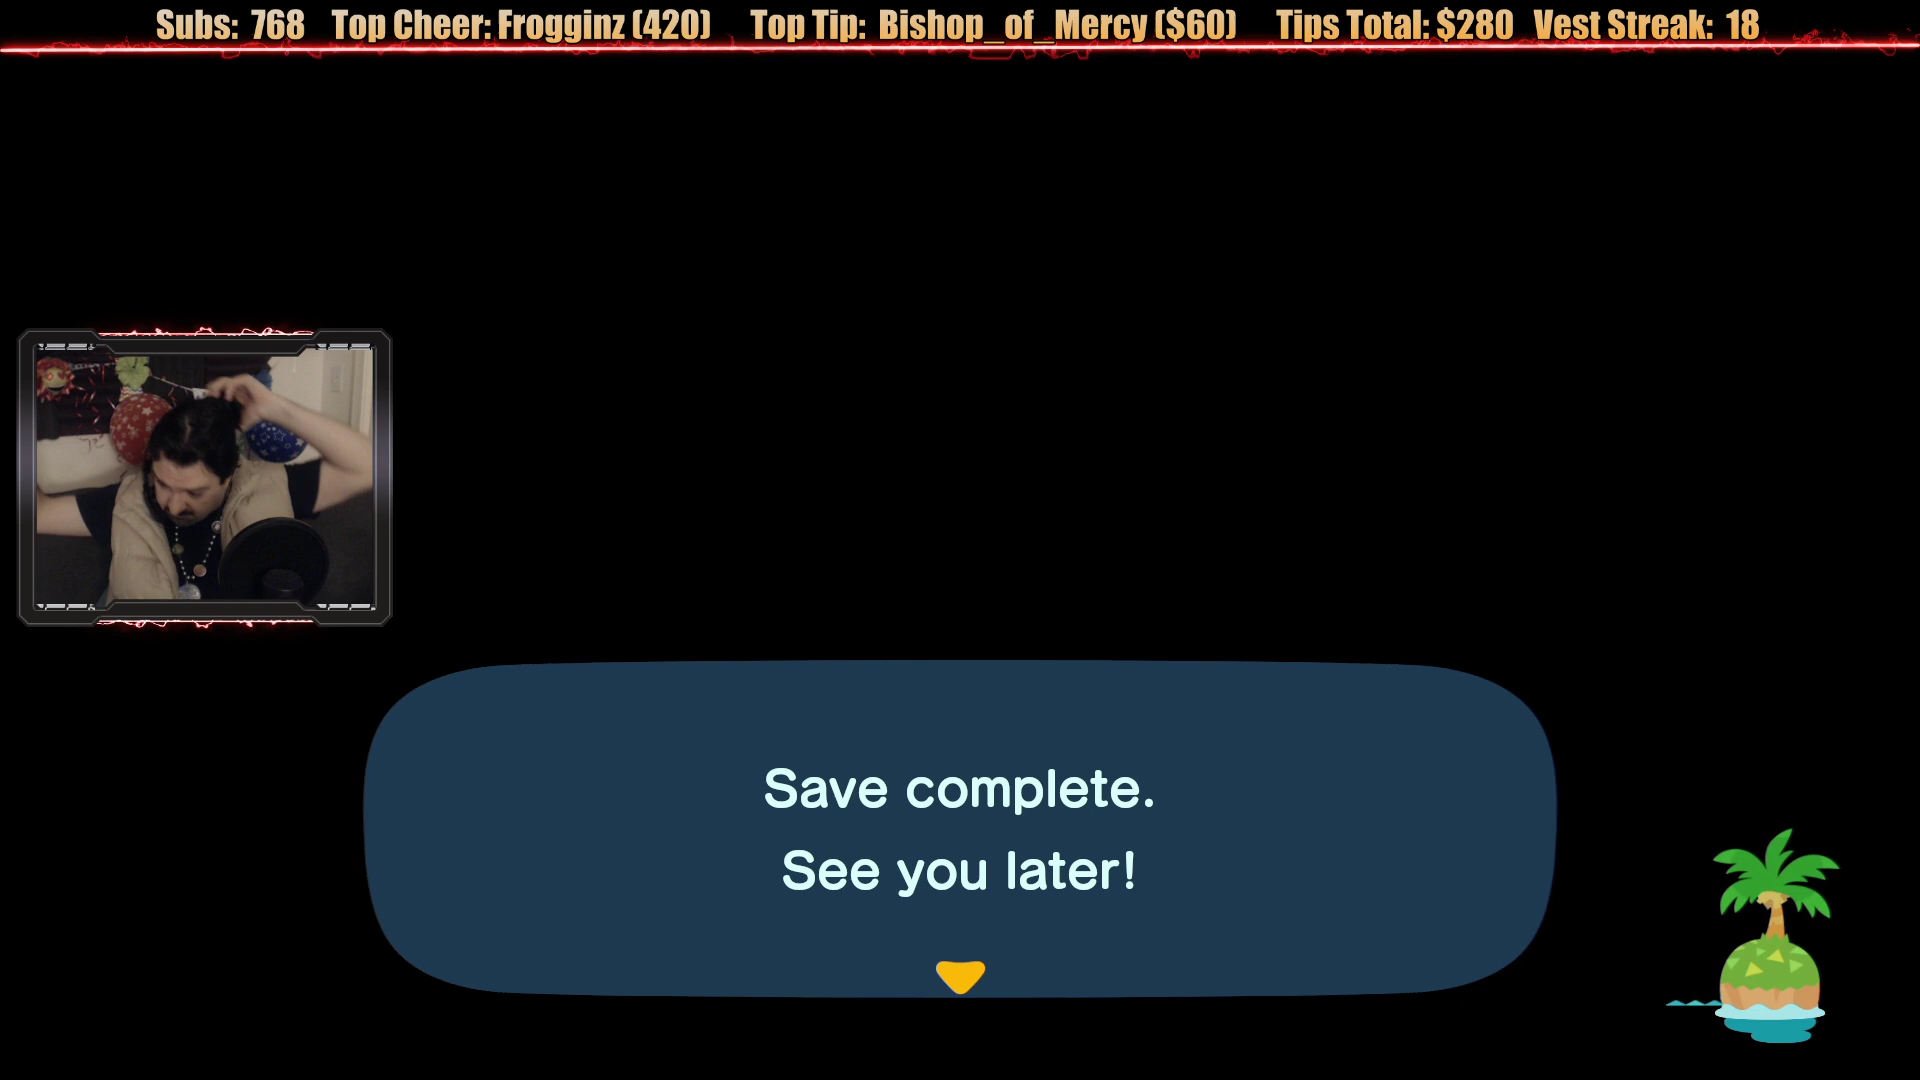 Subs: 768 Top Cheer: Frogginz (420) Top Tip: Bishop_of_Mercy ($60) Tips Total: $280 Vest Streak: 18
Save complete.
See you later!